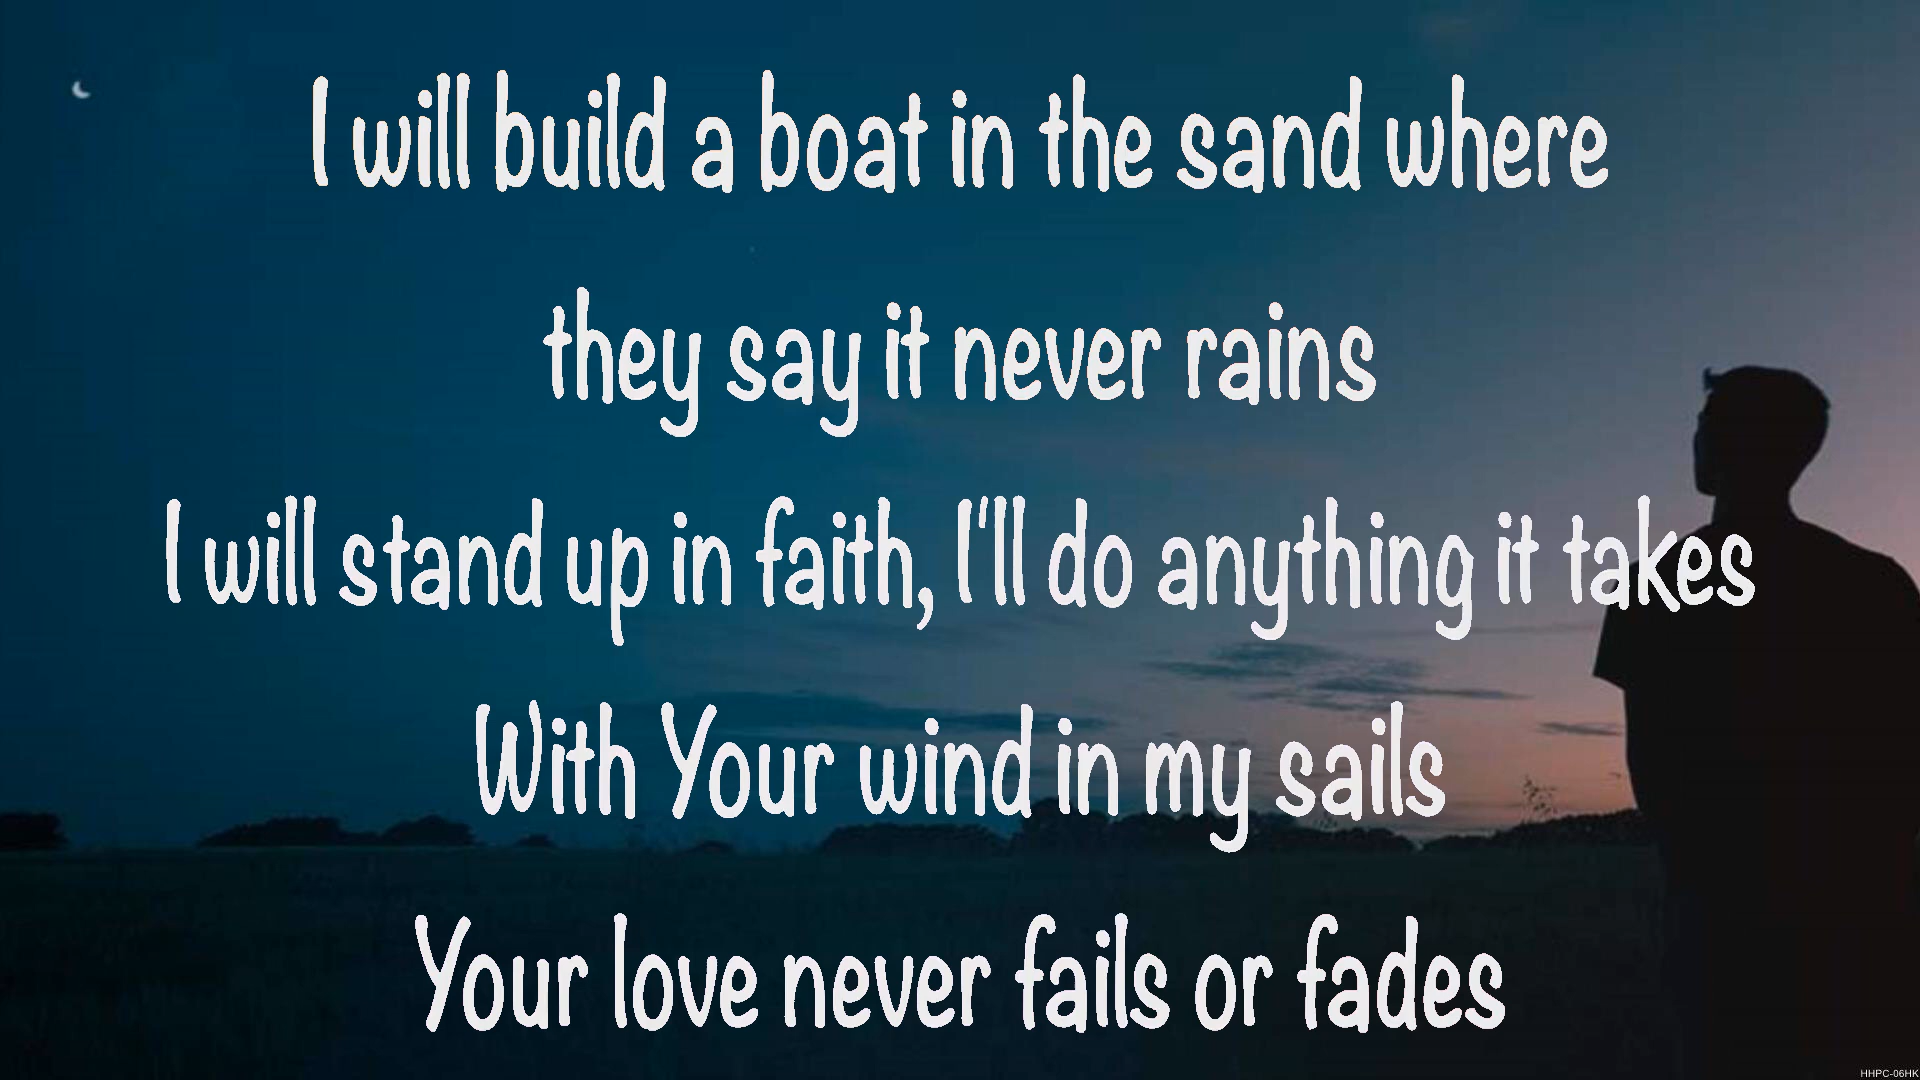 I will build a boat in the sand where
they say it never rains
I will stand up in faith, I'll do anything it takes
With Your wind in my sails
Your love never fails or fades
HHPC-06HK